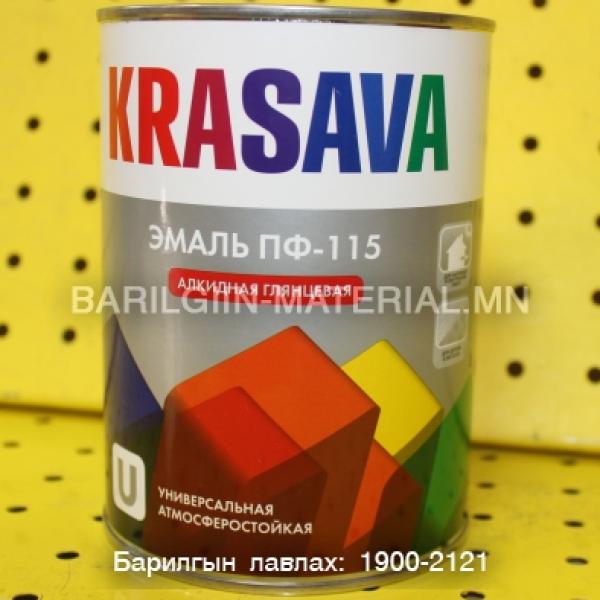 KRASAVA
ЭМАЛЬ ПФ-115
АЛКИДНАЯ ГЛЯНЦЕВАЯ
BARILGIIN-MATERIAL.MN
U
УНИВЕРСАЛЬНАЯ
АТМОСФЕРОСТОЙКАЯ
Барилгын лавлах: 1900-2121